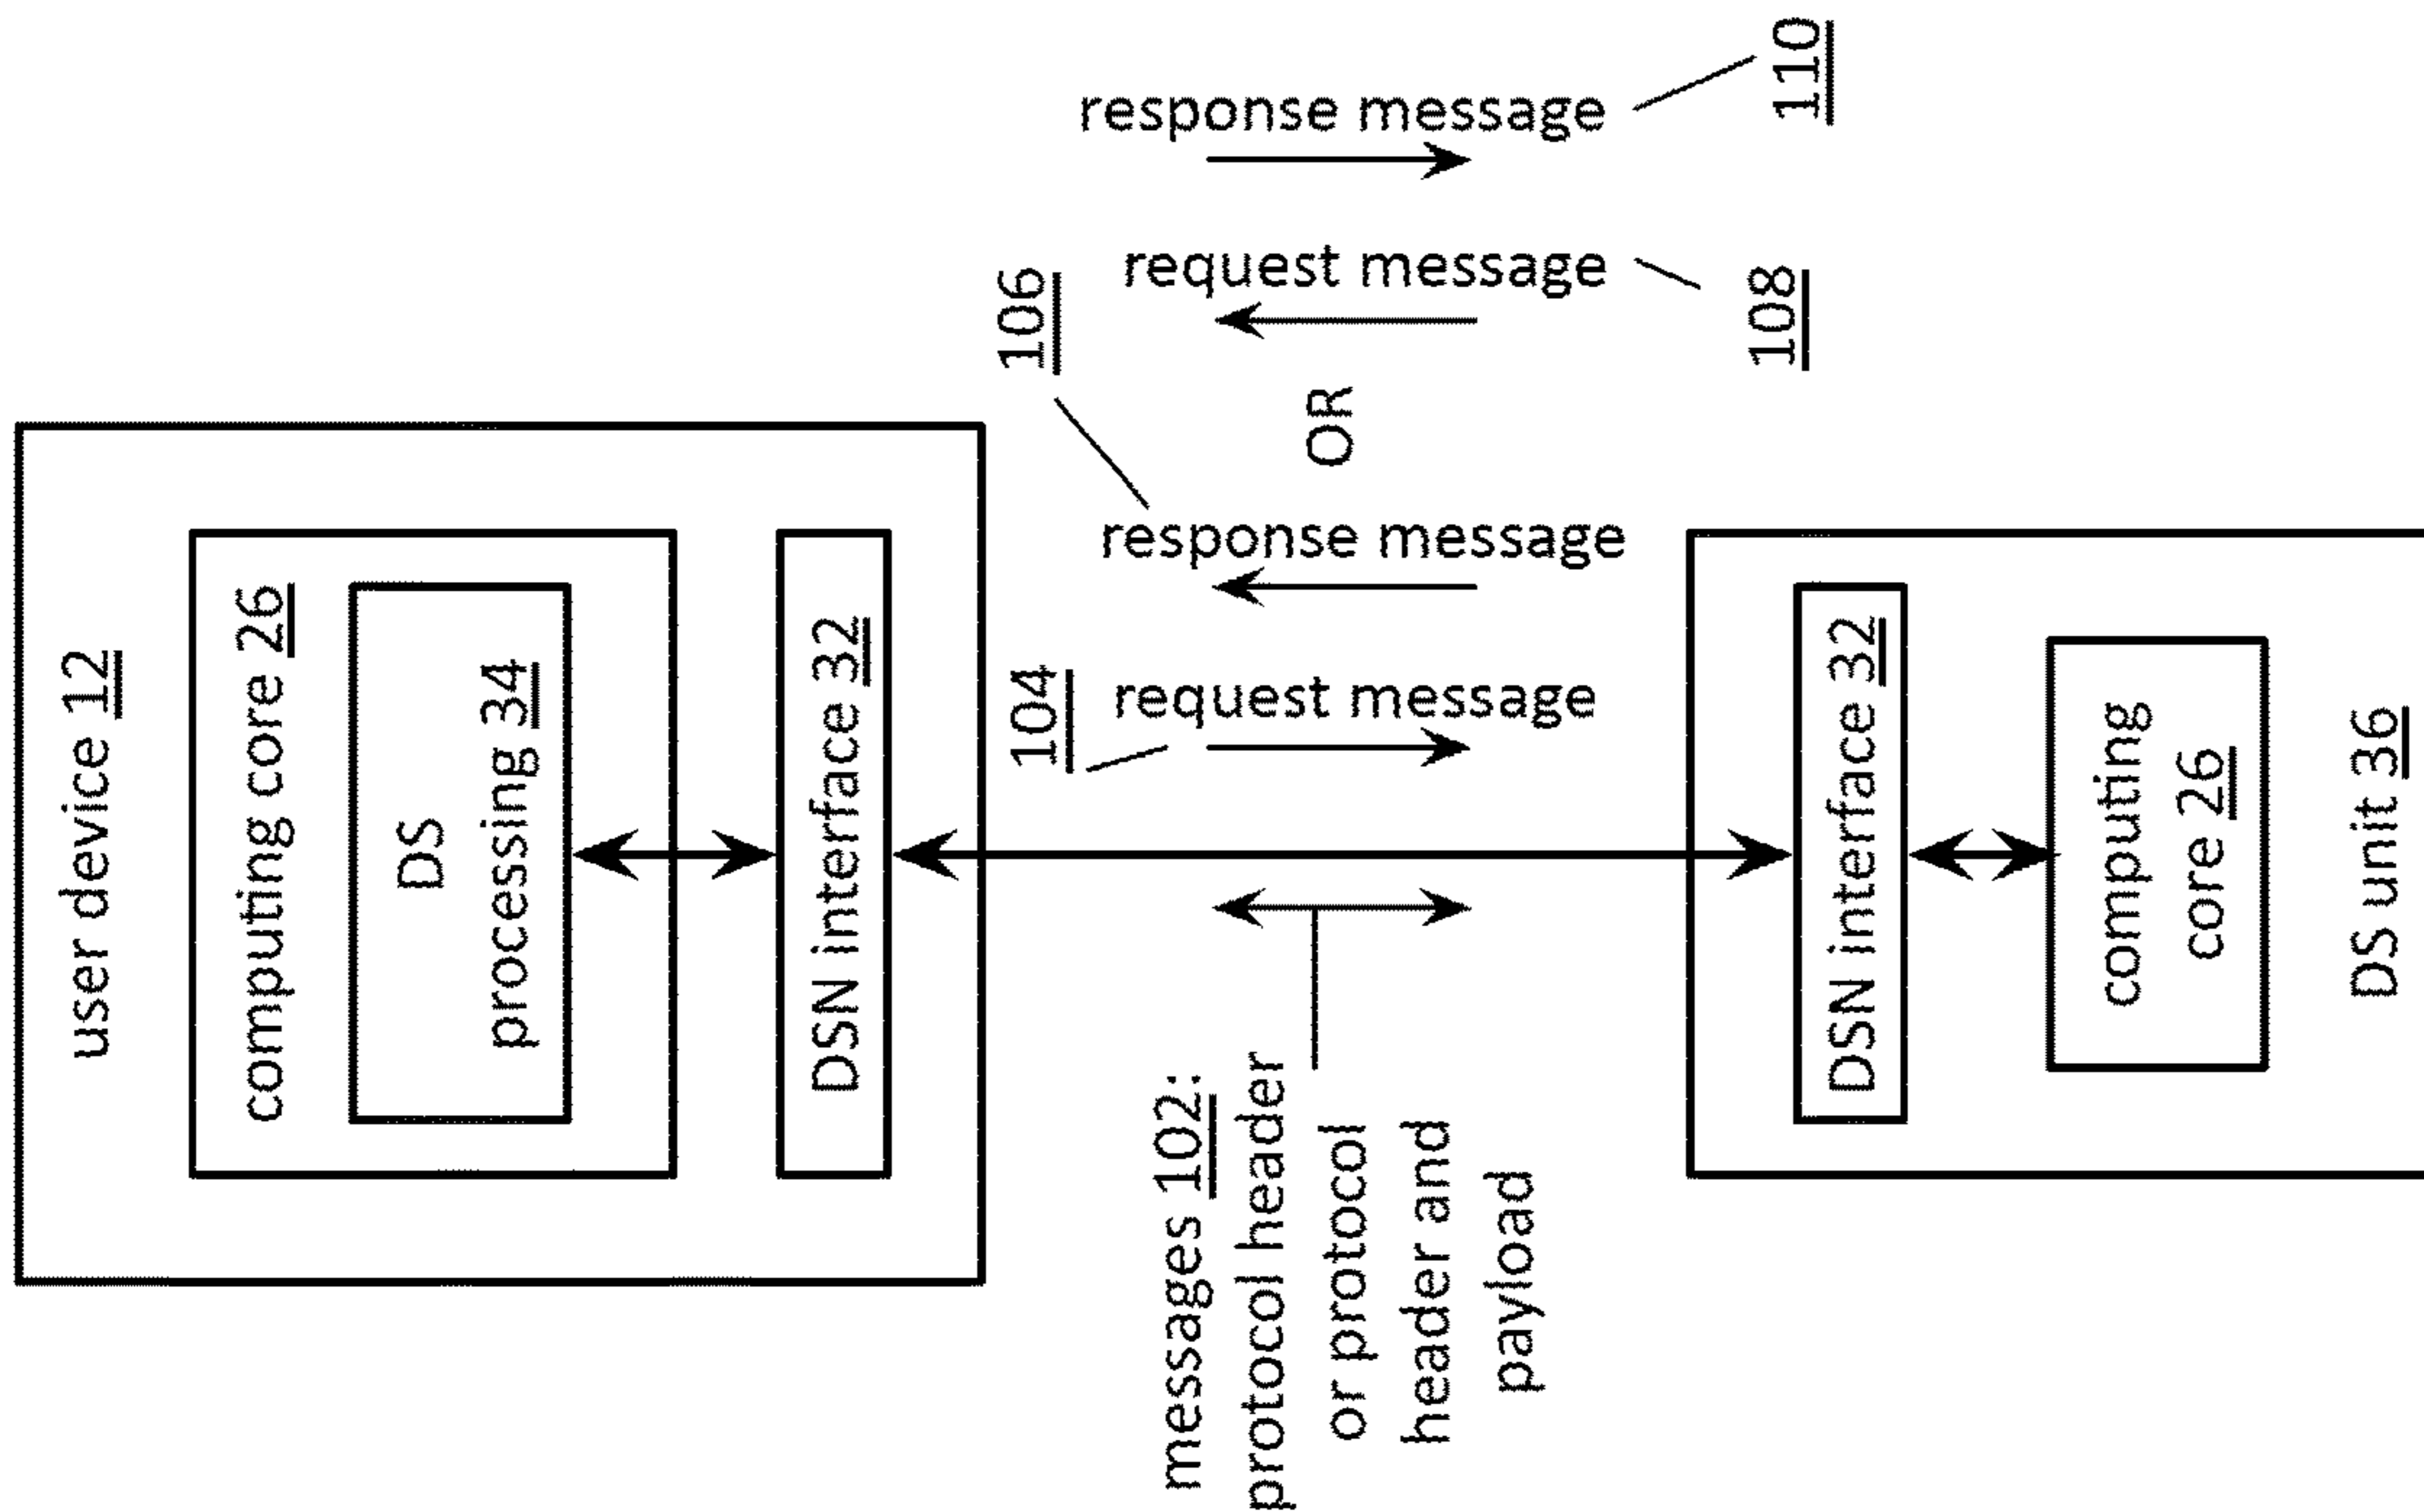 user device 12
computing core 26
DS
processing 34
DSN interface 32
messages 102:
protocol header
or protocol
header and
payload
104
request message
106
response message
OR
request message
108
response message
110
DSN interface 32
computing
core 26
DS unit 36